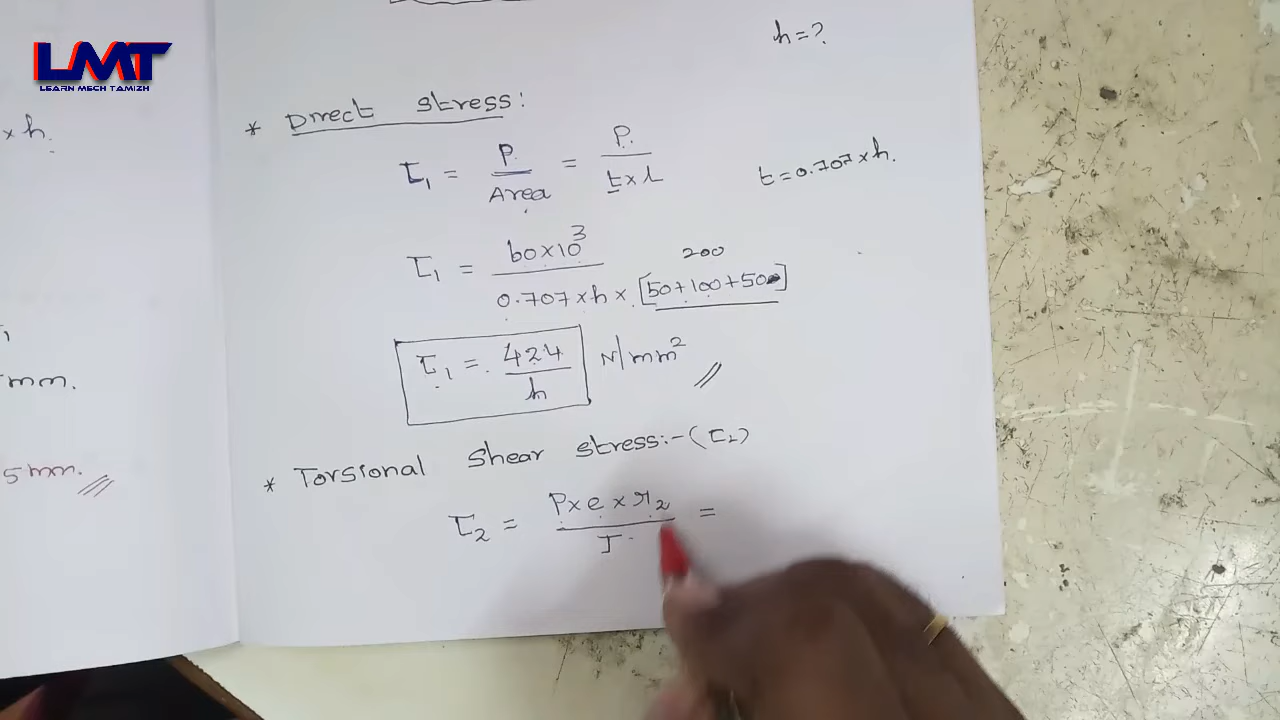 LMT
LEARN MECH TAMIZH
h = ?
× h.
* Direct stress:
τ₁ = P/Area = P/t×l
t = 0.707 × h.
τ₁ = 60×10³/0.707×h×[50+100+50]
200
τ₁ = 424/h N/mm²
mm.
* Torsional Shear stress:-(τ₂)
5mm.
τ₂ = P×e×r₂/J =